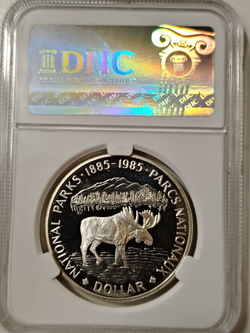 DNC
NATIONAL PARKS · 1885-1985 · PARCS NATIONAUX
DOLLAR